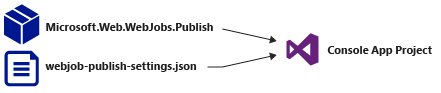 Microsoft.Web.WebJobs.Publish
Console App Project
webjob-publish-settings.json